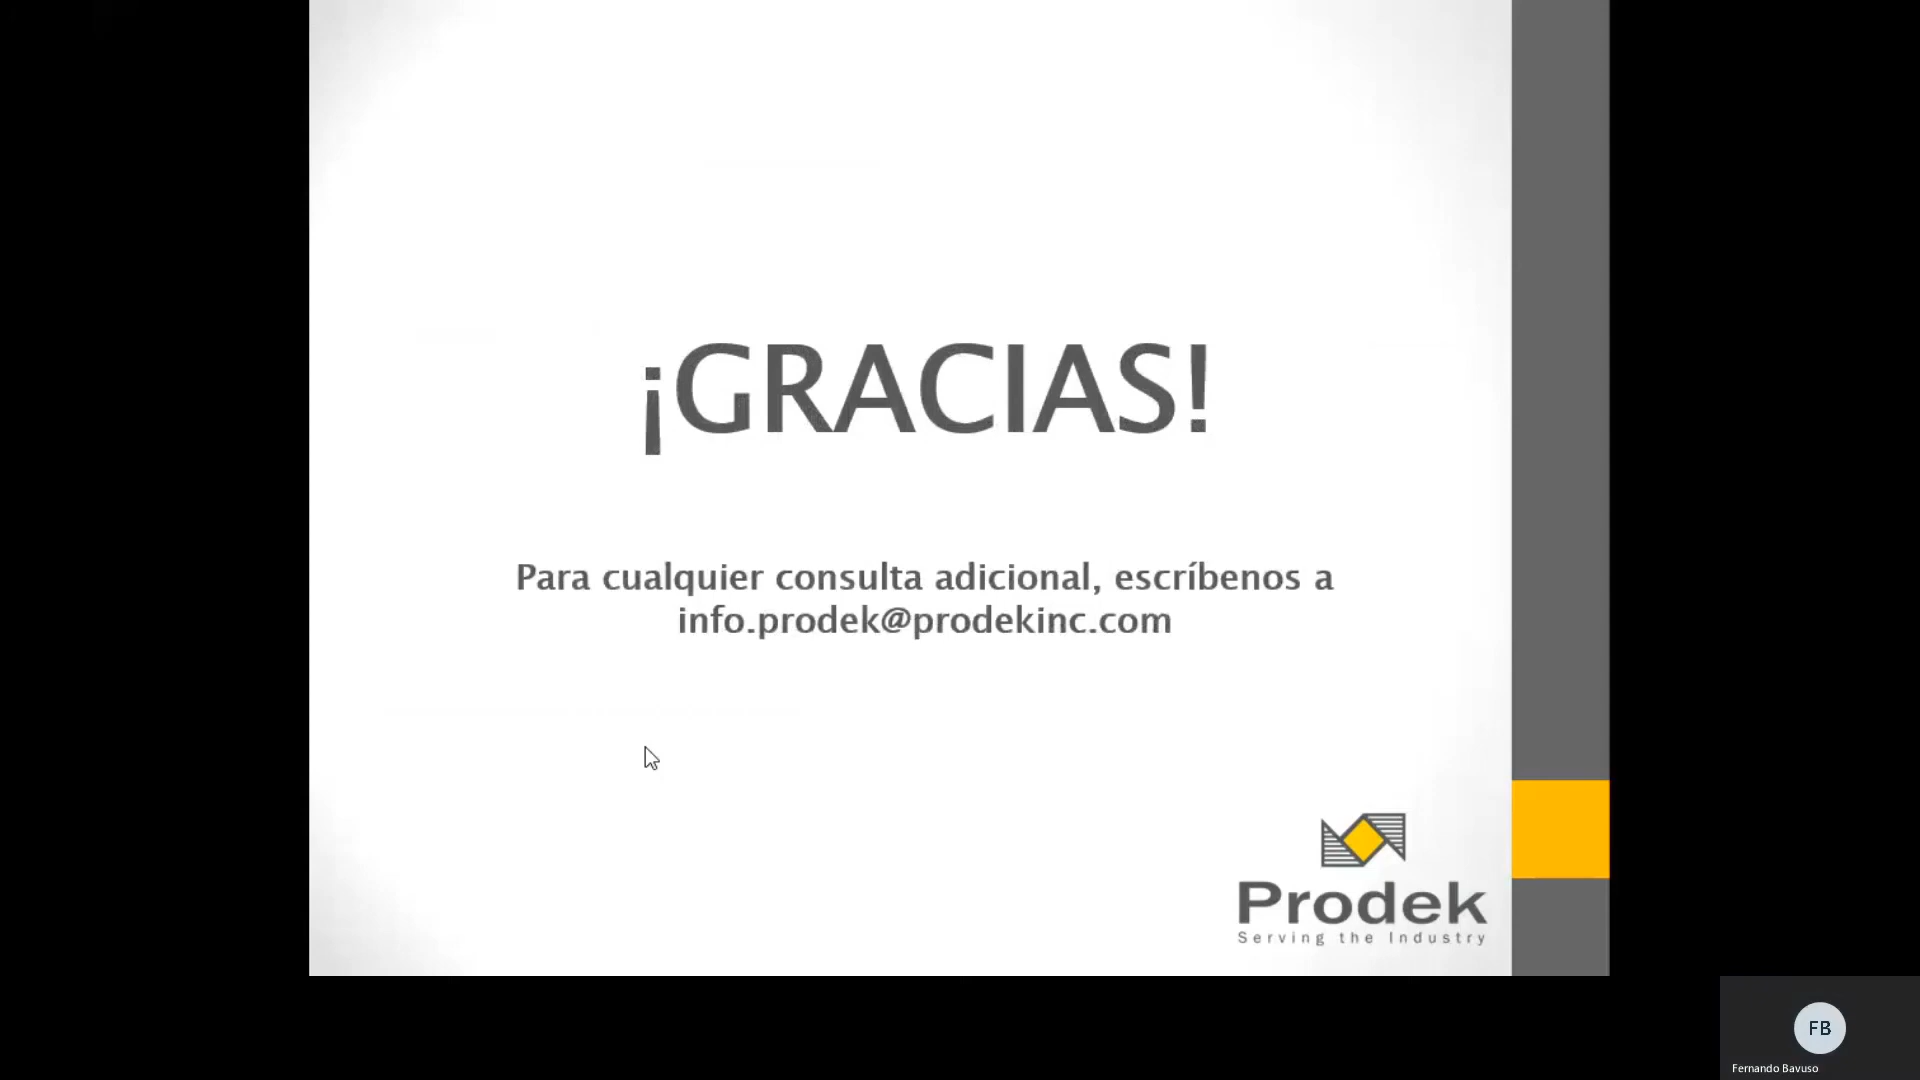 ¡GRACIAS!
Para cualquier consulta adicional, escríbenos a
info.prodek@prodekinc.com
Prodek
Serving the Industry
FB
Fernando Bavuso